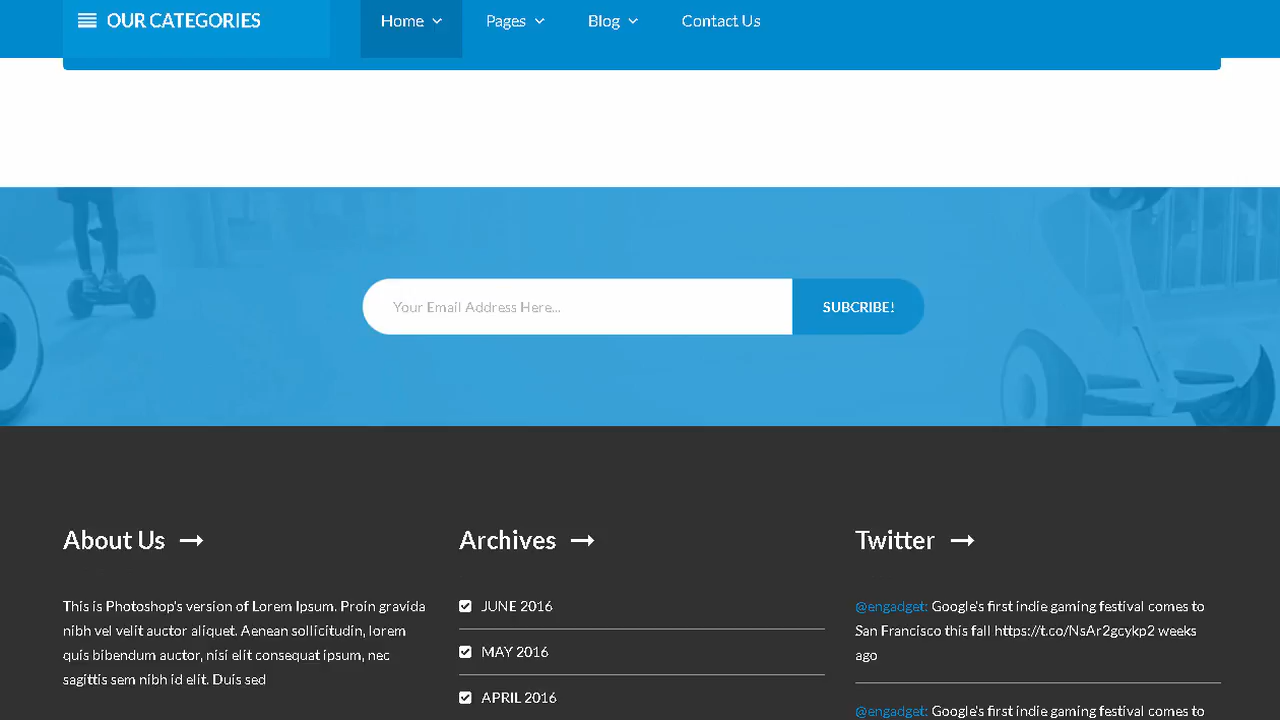 OUR CATEGORIES
Home
Pages
Blog
Contact Us
Your Email Address Here...
SUBCRIBE!
About Us
This is Photoshop's version of Lorem Ipsum. Proin gravida
nibh vel velit auctor aliquet. Aenean sollicitudin, lorem
quis bibendum auctor, nisi elit consequat ipsum, nec
sagittis sem nibh id elit. Duis sed
Archives
JUNE 2016
MAY 2016
APRIL 2016
Twitter
@engadget: Google's first indie gaming festival comes to
San Francisco this fall https://t.co/NsAr2gcykp2 weeks
ago
@engadget: Google's first indie gaming festival comes to